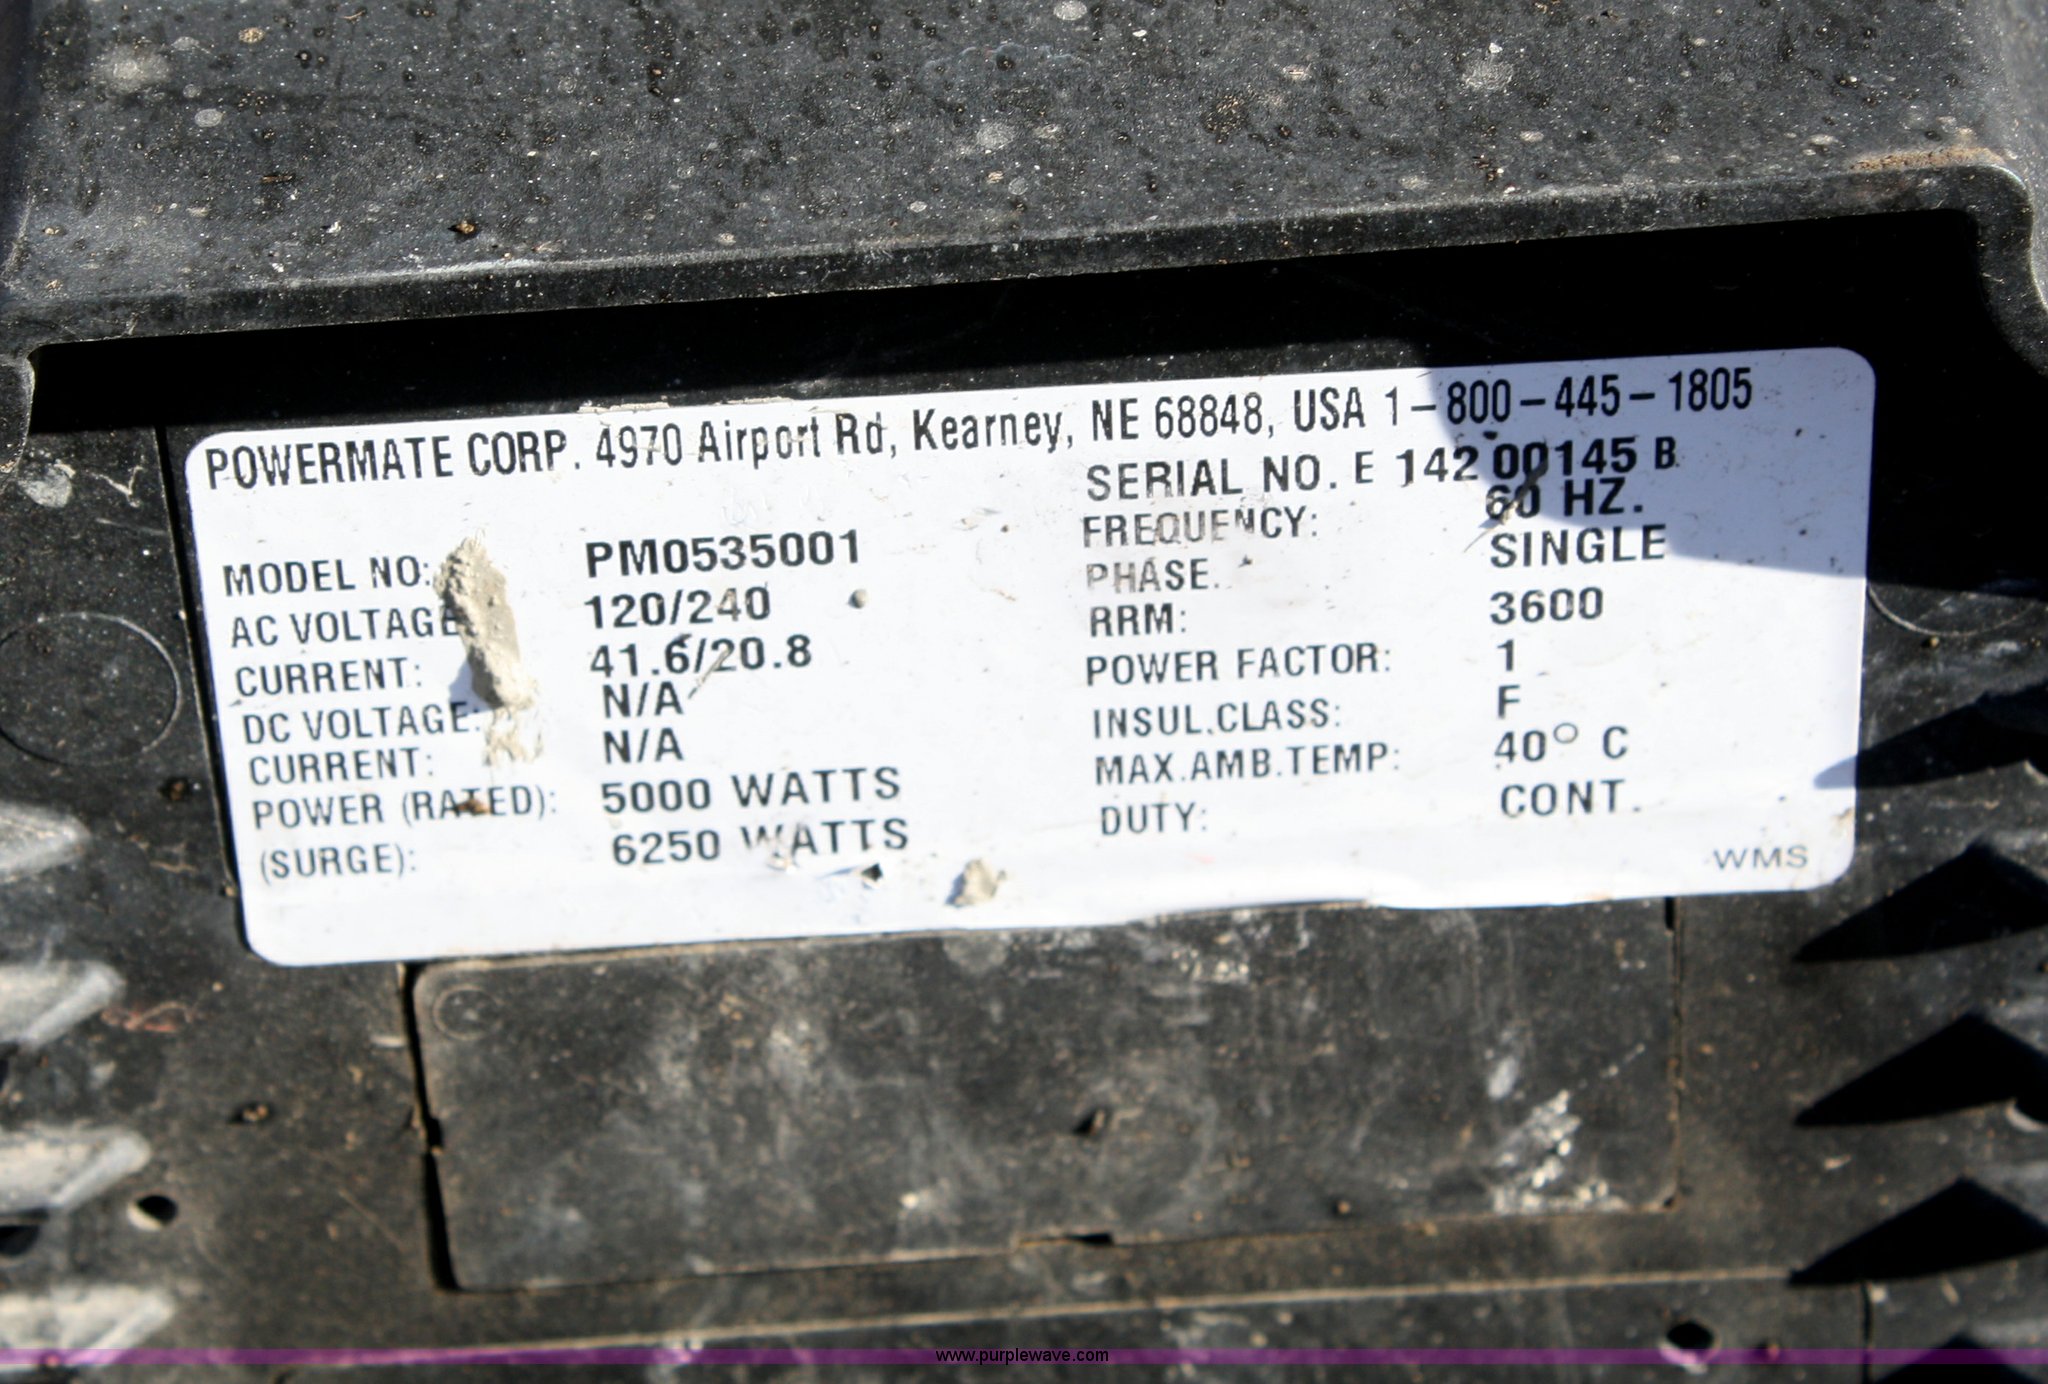 POWERMATE CORP. 4970 Airport Rd, Kearney, NE 68848, USA 1-800-445-1805
SERIAL NO. E 142 00145 B
MODEL NO: PM0535001
AC VOLTAGE: 120/240
CURRENT: 41.6/20.8
DC VOLTAGE: N/A
CURRENT: N/A
POWER (RATED): 5000 WATTS
(SURGE): 6250 WATTS
FREQUENCY: 60 HZ.
PHASE. SINGLE
RRM: 3600
POWER FACTOR: 1
INSUL.CLASS: F
MAX.AMB.TEMP: 40° C
DUTY: CONT.
WMS
www.purplewave.com